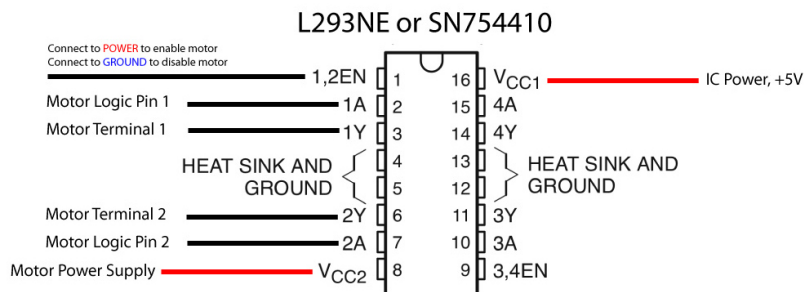 L293NE or SN754410
Connect to POWER to enable motor
Connect to GROUND to disable motor
1,2EN 1 16 VCC1 IC Power, +5V
Motor Logic Pin 1 1A 2 15 4A
Motor Terminal 1 1Y 3 14 4Y
HEAT SINK AND 4 13 HEAT SINK AND
GROUND 5 12 GROUND
Motor Terminal 2 2Y 6 11 3Y
Motor Logic Pin 2 2A 7 10 3A
Motor Power Supply VCC2 8 9 3,4EN